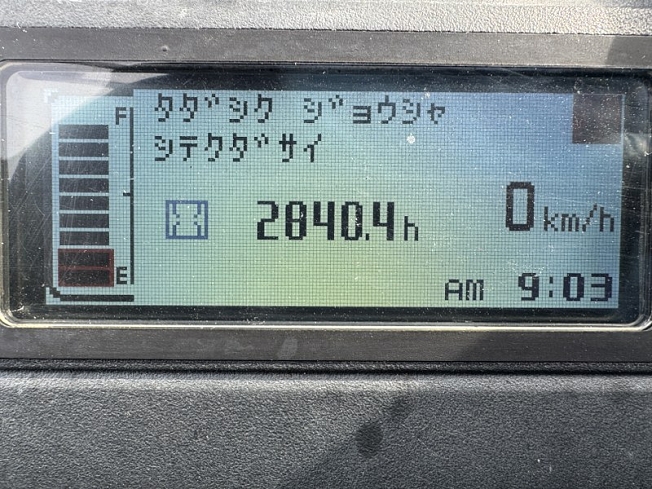 F
タダシク ジョウシャ
シテクダサイ
2840.4h
0km/h
E
AM 9:03